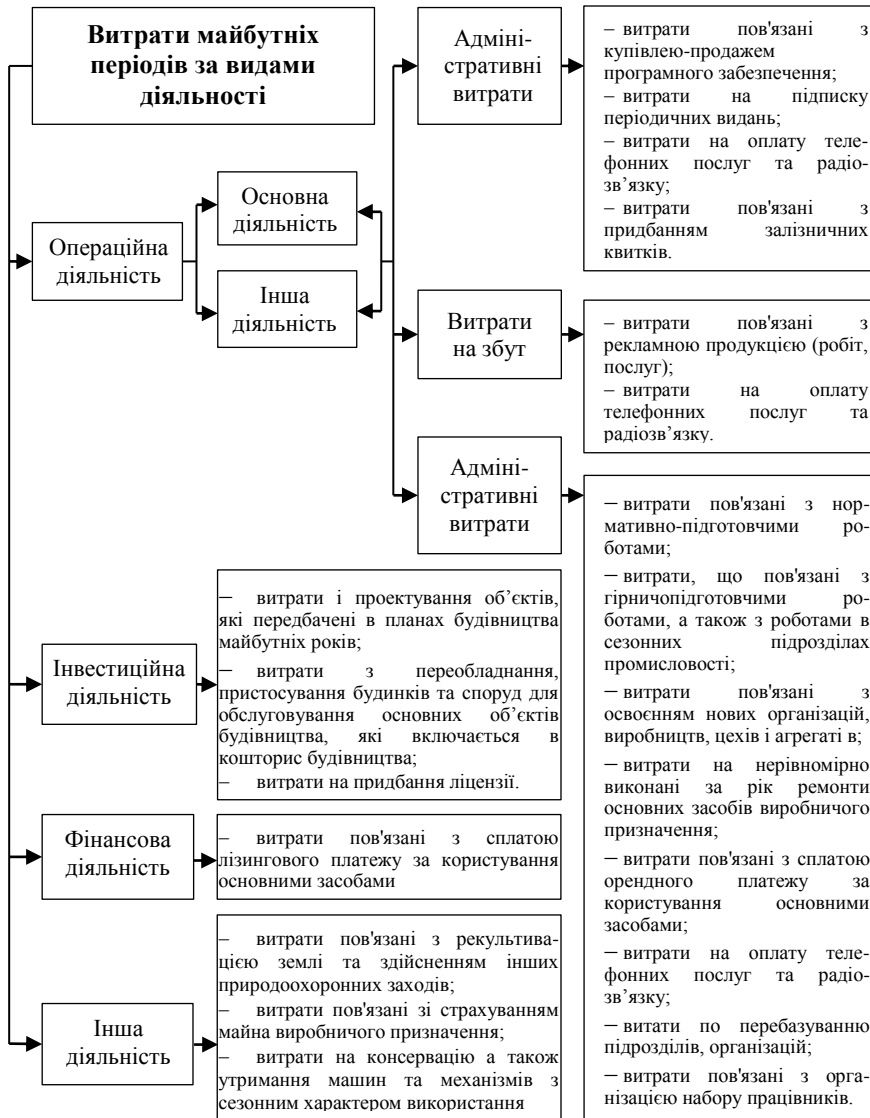 Витрати майбутніх
періодів за видами
діяльності
Адміні-
стративні
витрати
– витрати пов'язані з
купівлею-продажем
програмного забезпечення;
– витрати на підписку
періодичних видань;
– витрати на оплату теле-
фонних послуг та радіо-
зв’язку;
– витрати пов'язані з
придбанням залізничних
квитків.
Операційна
діяльність
Основна
діяльність
Інша
діяльність
Витрати
на збут
– витрати пов'язані з
рекламною продукцією (робіт,
послуг);
– витрати на оплату
телефонних послуг та
радіозв’язку.
Адміні-
стративні
витрати
– витрати пов'язані з нор-
мативно-підготовчими ро-
ботами;
– витрати, що пов'язані з
гірничопідготовчими ро-
ботами, а також з роботами в
сезонних підрозділах
промисловості;
– витрати пов'язані з
освоєнням нових організацій,
виробництв, цехів і агрегаті в;
– витрати на нерівномірно
виконані за рік ремонти
основних засобів виробничого
призначення;
– витрати пов'язані з сплатою
орендного платежу за
користування основними
засобами;
– витрати на оплату теле-
фонних послуг та радіо-
зв’язку;
– витати по перебазуванню
підрозділів, організацій;
– витрати пов'язані з орга-
нізацією набору працівників.
Інвестиційна
діяльність
– витрати і проектування об’єктів,
які передбачені в планах будівництва
майбутніх років;
– витрати з переобладнання,
пристосування будинків та споруд для
обслуговування основних об’єктів
будівництва, які включається в
кошторис будівництва;
– витрати на придбання ліцензії.
Фінансова
діяльність
– витрати пов'язані з сплатою
лізингового платежу за користування
основними засобами
Інша
діяльність
– витрати пов'язані з рекультива-
цією землі та здійсненням інших
природоохоронних заходів;
– витрати пов'язані зі страхуванням
майна виробничого призначення;
– витрати на консервацію а також
утримання машин та механізмів з
сезонним характером використання